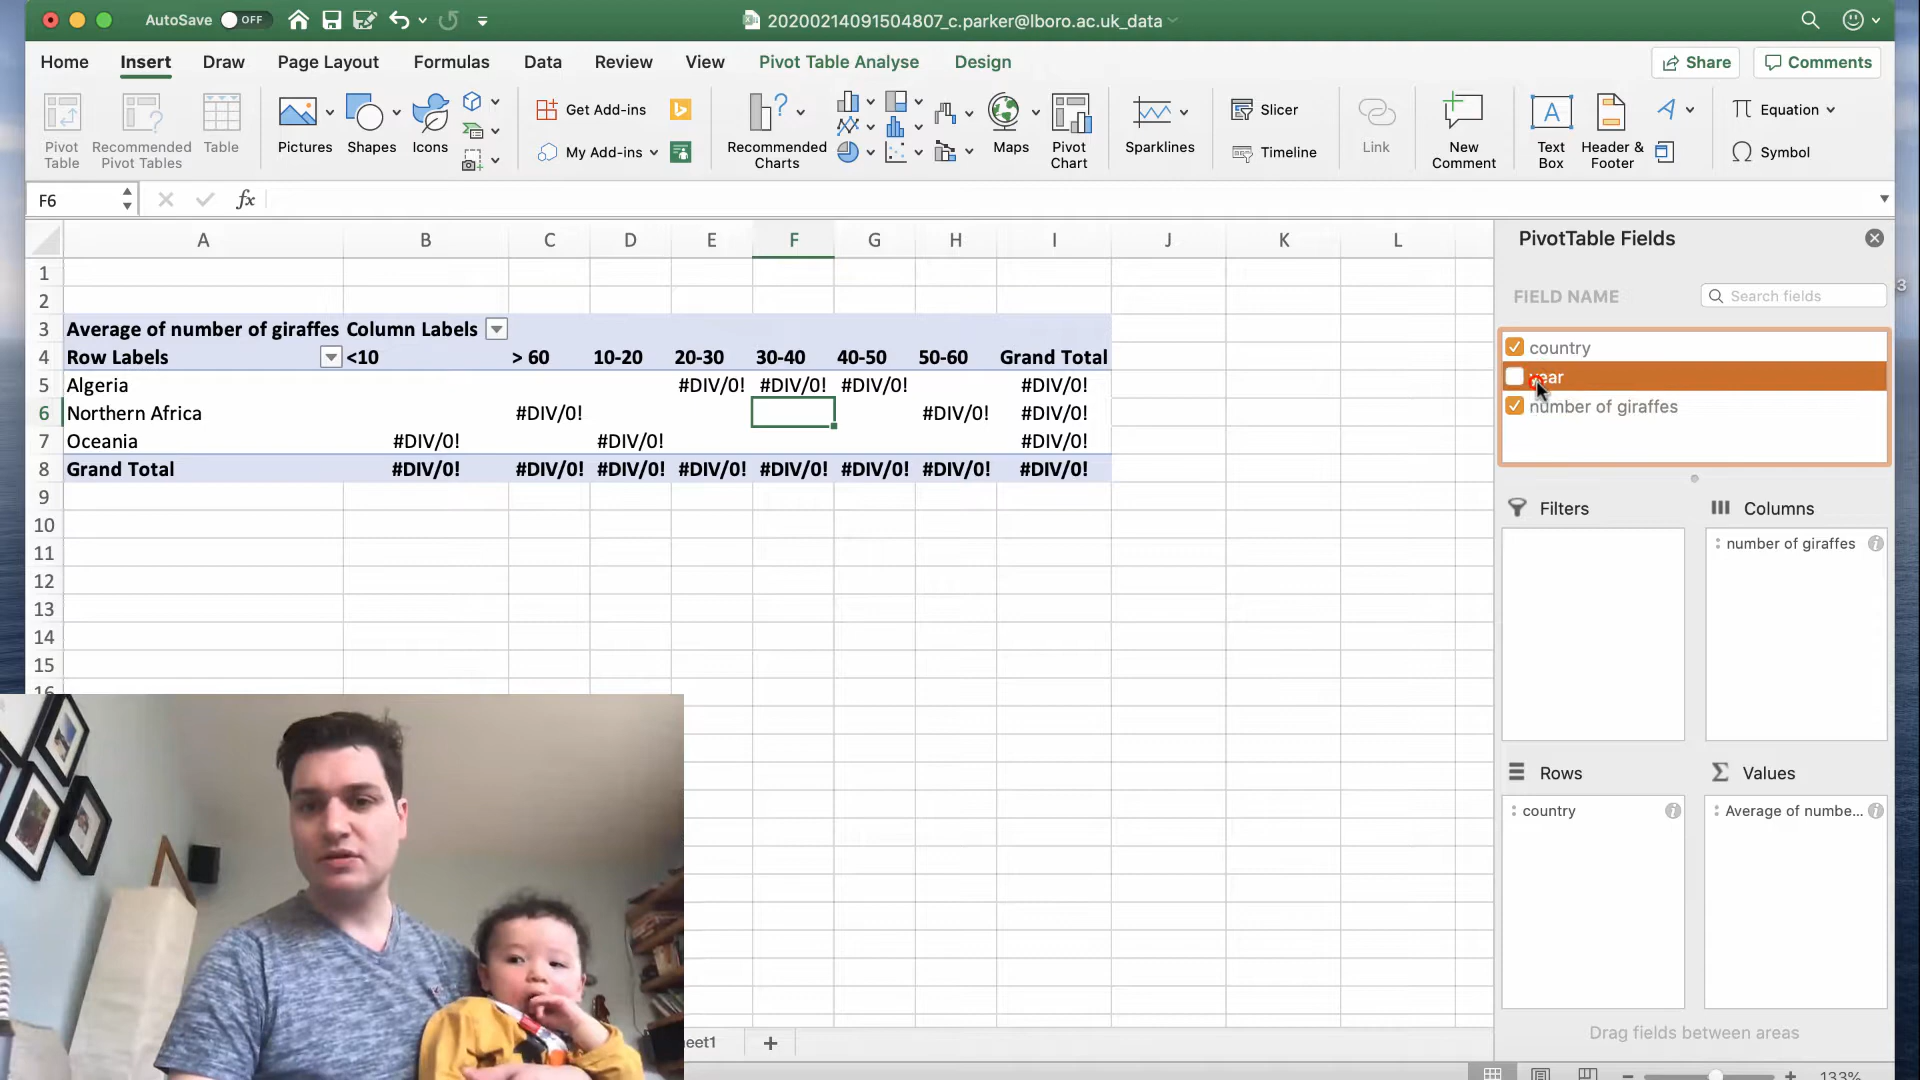 AutoSave OFF 20200214091504807_c.parker@lboro.ac.uk_data
Home Insert Draw Page Layout Formulas Data Review View Pivot Table Analyse Design Share Comments
Pivot Table
Recommended Pivot Tables
Table
Pictures
Shapes
Icons
Get Add-ins
My Add-ins
Recommended Charts
Maps
Pivot Chart
Sparklines
Slicer
Timeline
Link
New Comment
Text Box
Header & Footer
Equation
Symbol
F6 fx
A B C D E F G H I J K L
1
2
3 Average of number of giraffes Column Labels
4 Row Labels <10 > 60 10-20 20-30 30-40 40-50 50-60 Grand Total
5 Algeria #DIV/0! #DIV/0! #DIV/0! #DIV/0!
6 Northern Africa #DIV/0! #DIV/0! #DIV/0!
7 Oceania #DIV/0! #DIV/0! #DIV/0!
8 Grand Total #DIV/0! #DIV/0! #DIV/0! #DIV/0! #DIV/0! #DIV/0! #DIV/0! #DIV/0!
9
10
11
12
13
14
15
16
eet1 +
PivotTable Fields
FIELD NAME Search fields
country
year
number of giraffes
Filters
Columns
number of giraffes
Rows
country
Values
Average of numbe...
Drag fields between areas
133%
3